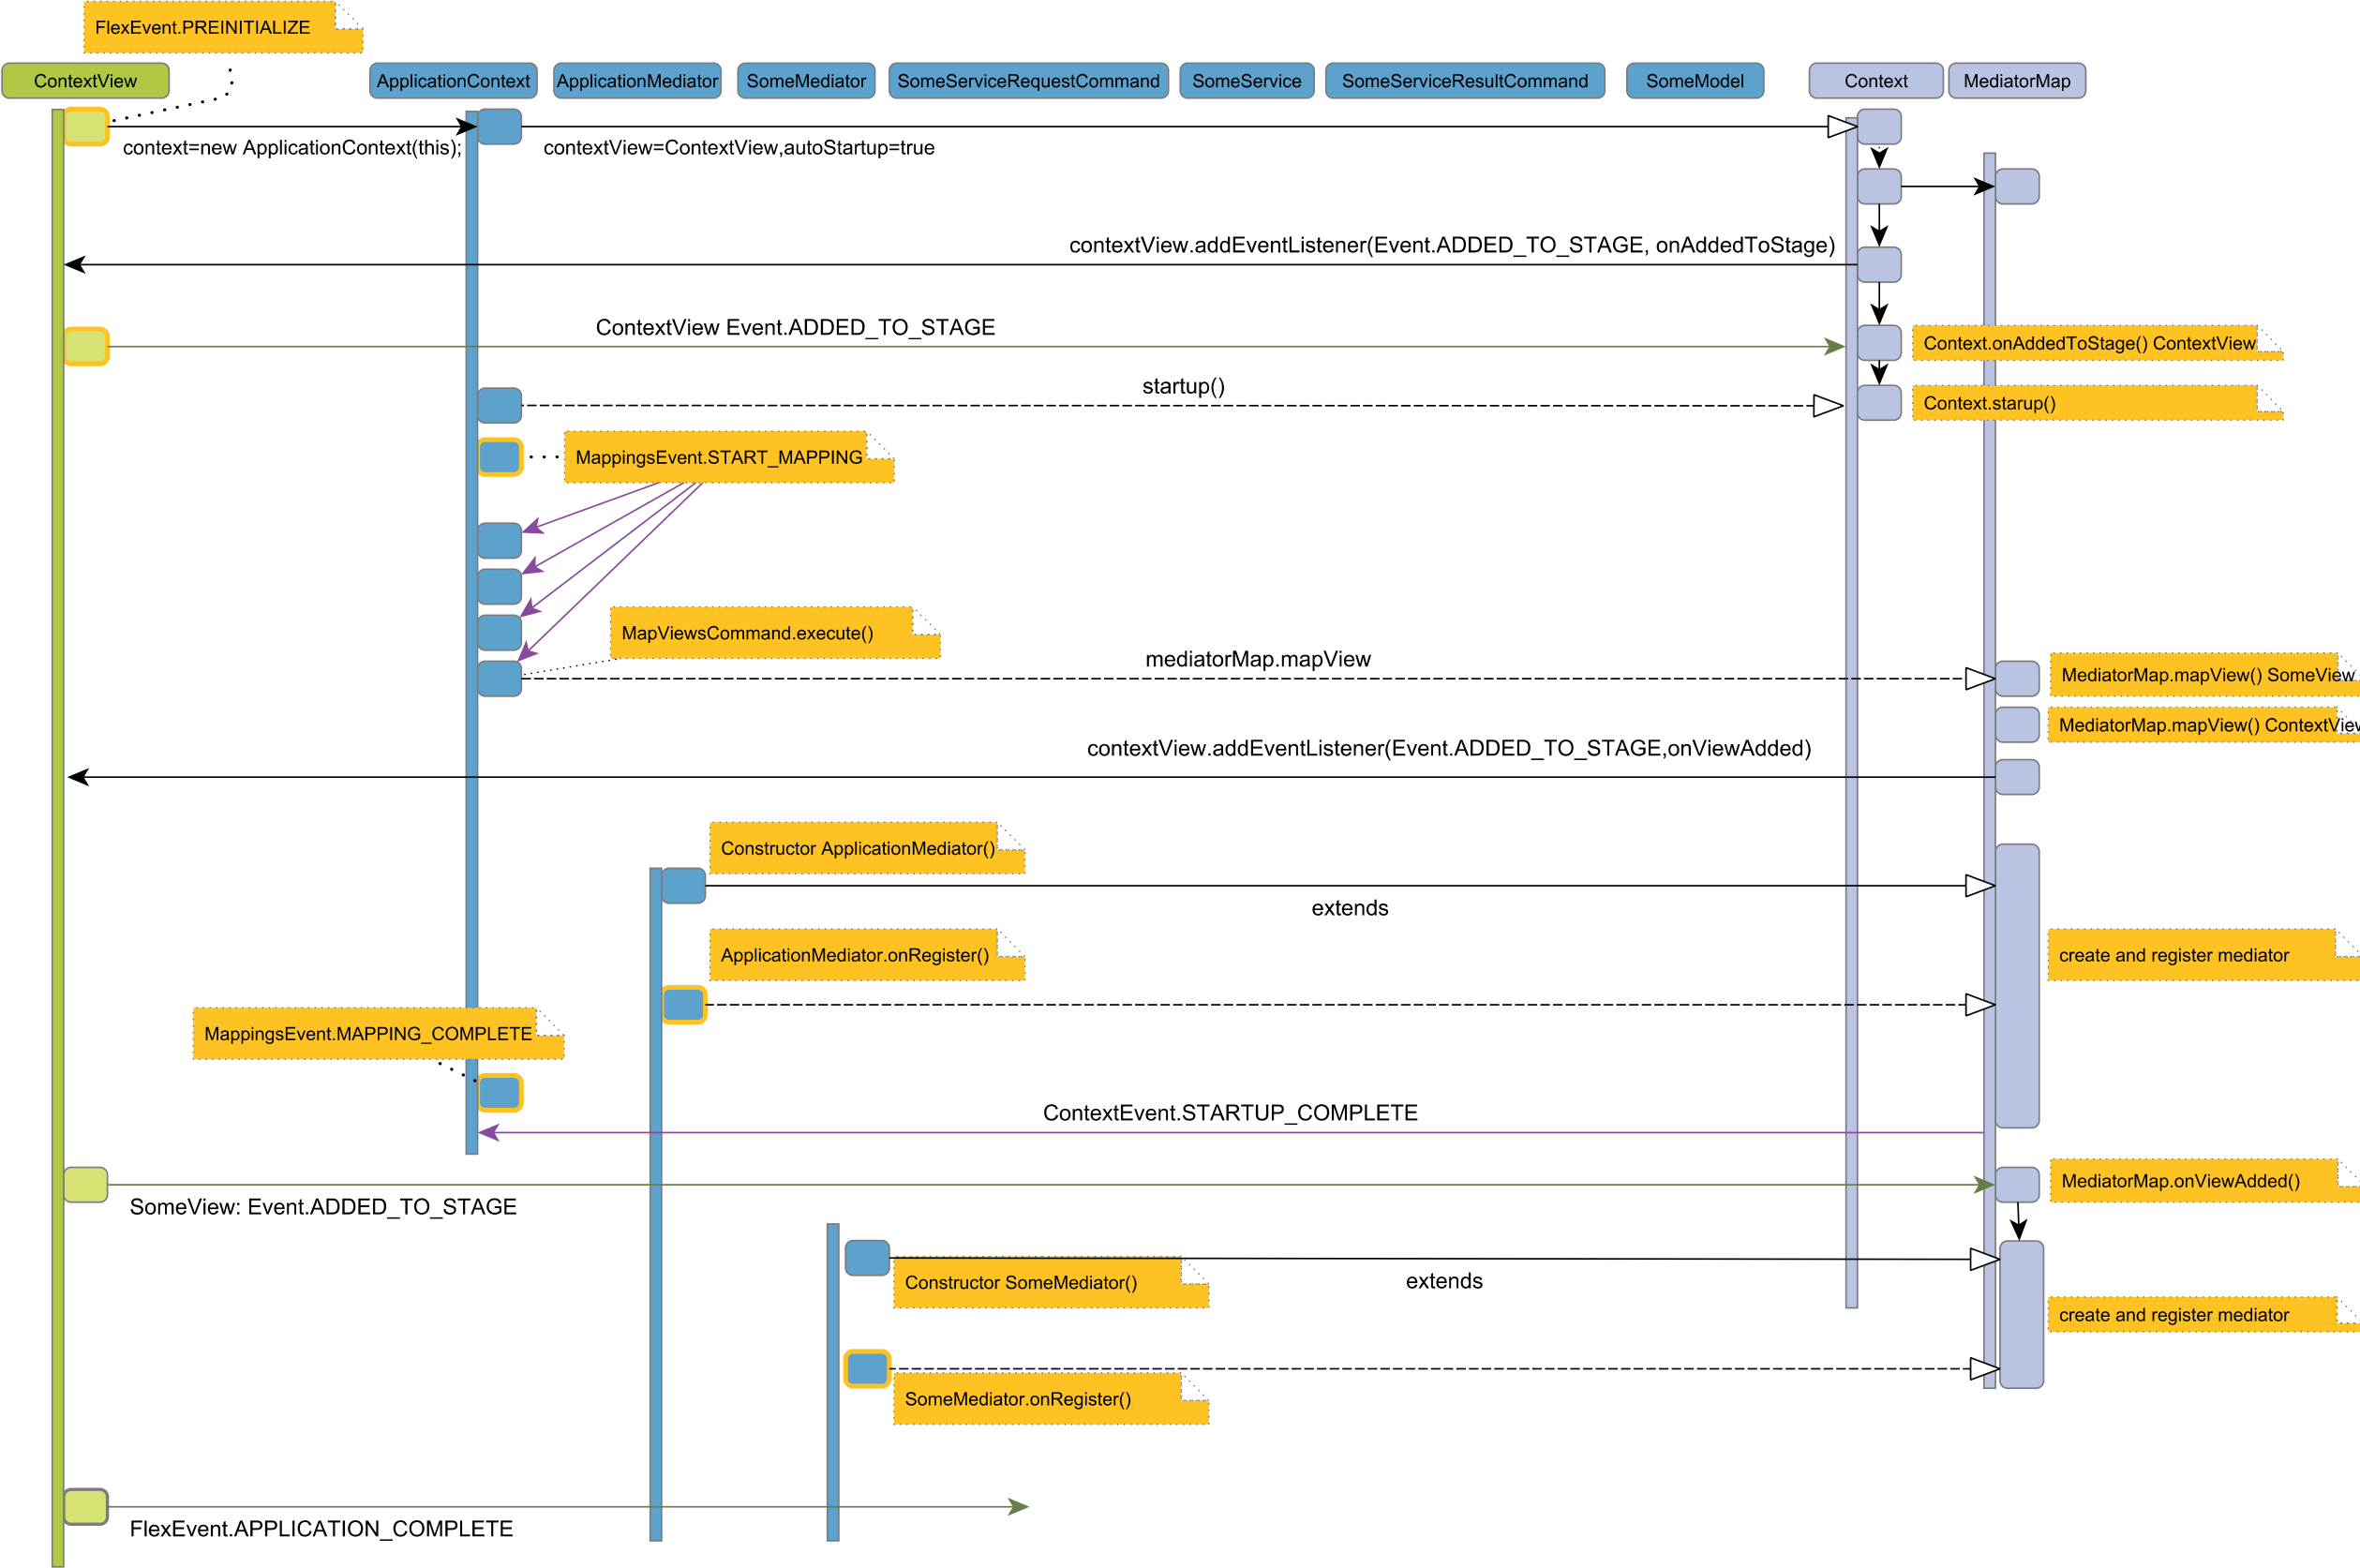 FlexEvent.PREINITIALIZE
ContextView
ApplicationContext
ApplicationMediator
SomeMediator
SomeServiceRequestCommand
SomeService
SomeServiceResultCommand
SomeModel
Context
MediatorMap
context=new ApplicationContext(this);
contextView=ContextView,autoStartup=true
contextView.addEventListener(Event.ADDED_TO_STAGE, onAddedToStage)
ContextView Event.ADDED_TO_STAGE
Context.onAddedToStage() ContextView
startup()
Context.starup()
MappingsEvent.START_MAPPING
MapViewsCommand.execute()
mediatorMap.mapView
MediatorMap.mapView() SomeView
MediatorMap.mapView() ContextView
contextView.addEventListener(Event.ADDED_TO_STAGE,onViewAdded)
Constructor ApplicationMediator()
extends
ApplicationMediator.onRegister()
create and register mediator
MappingsEvent.MAPPING_COMPLETE
ContextEvent.STARTUP_COMPLETE
MediatorMap.onViewAdded()
SomeView: Event.ADDED_TO_STAGE
Constructor SomeMediator()
extends
create and register mediator
SomeMediator.onRegister()
FlexEvent.APPLICATION_COMPLETE